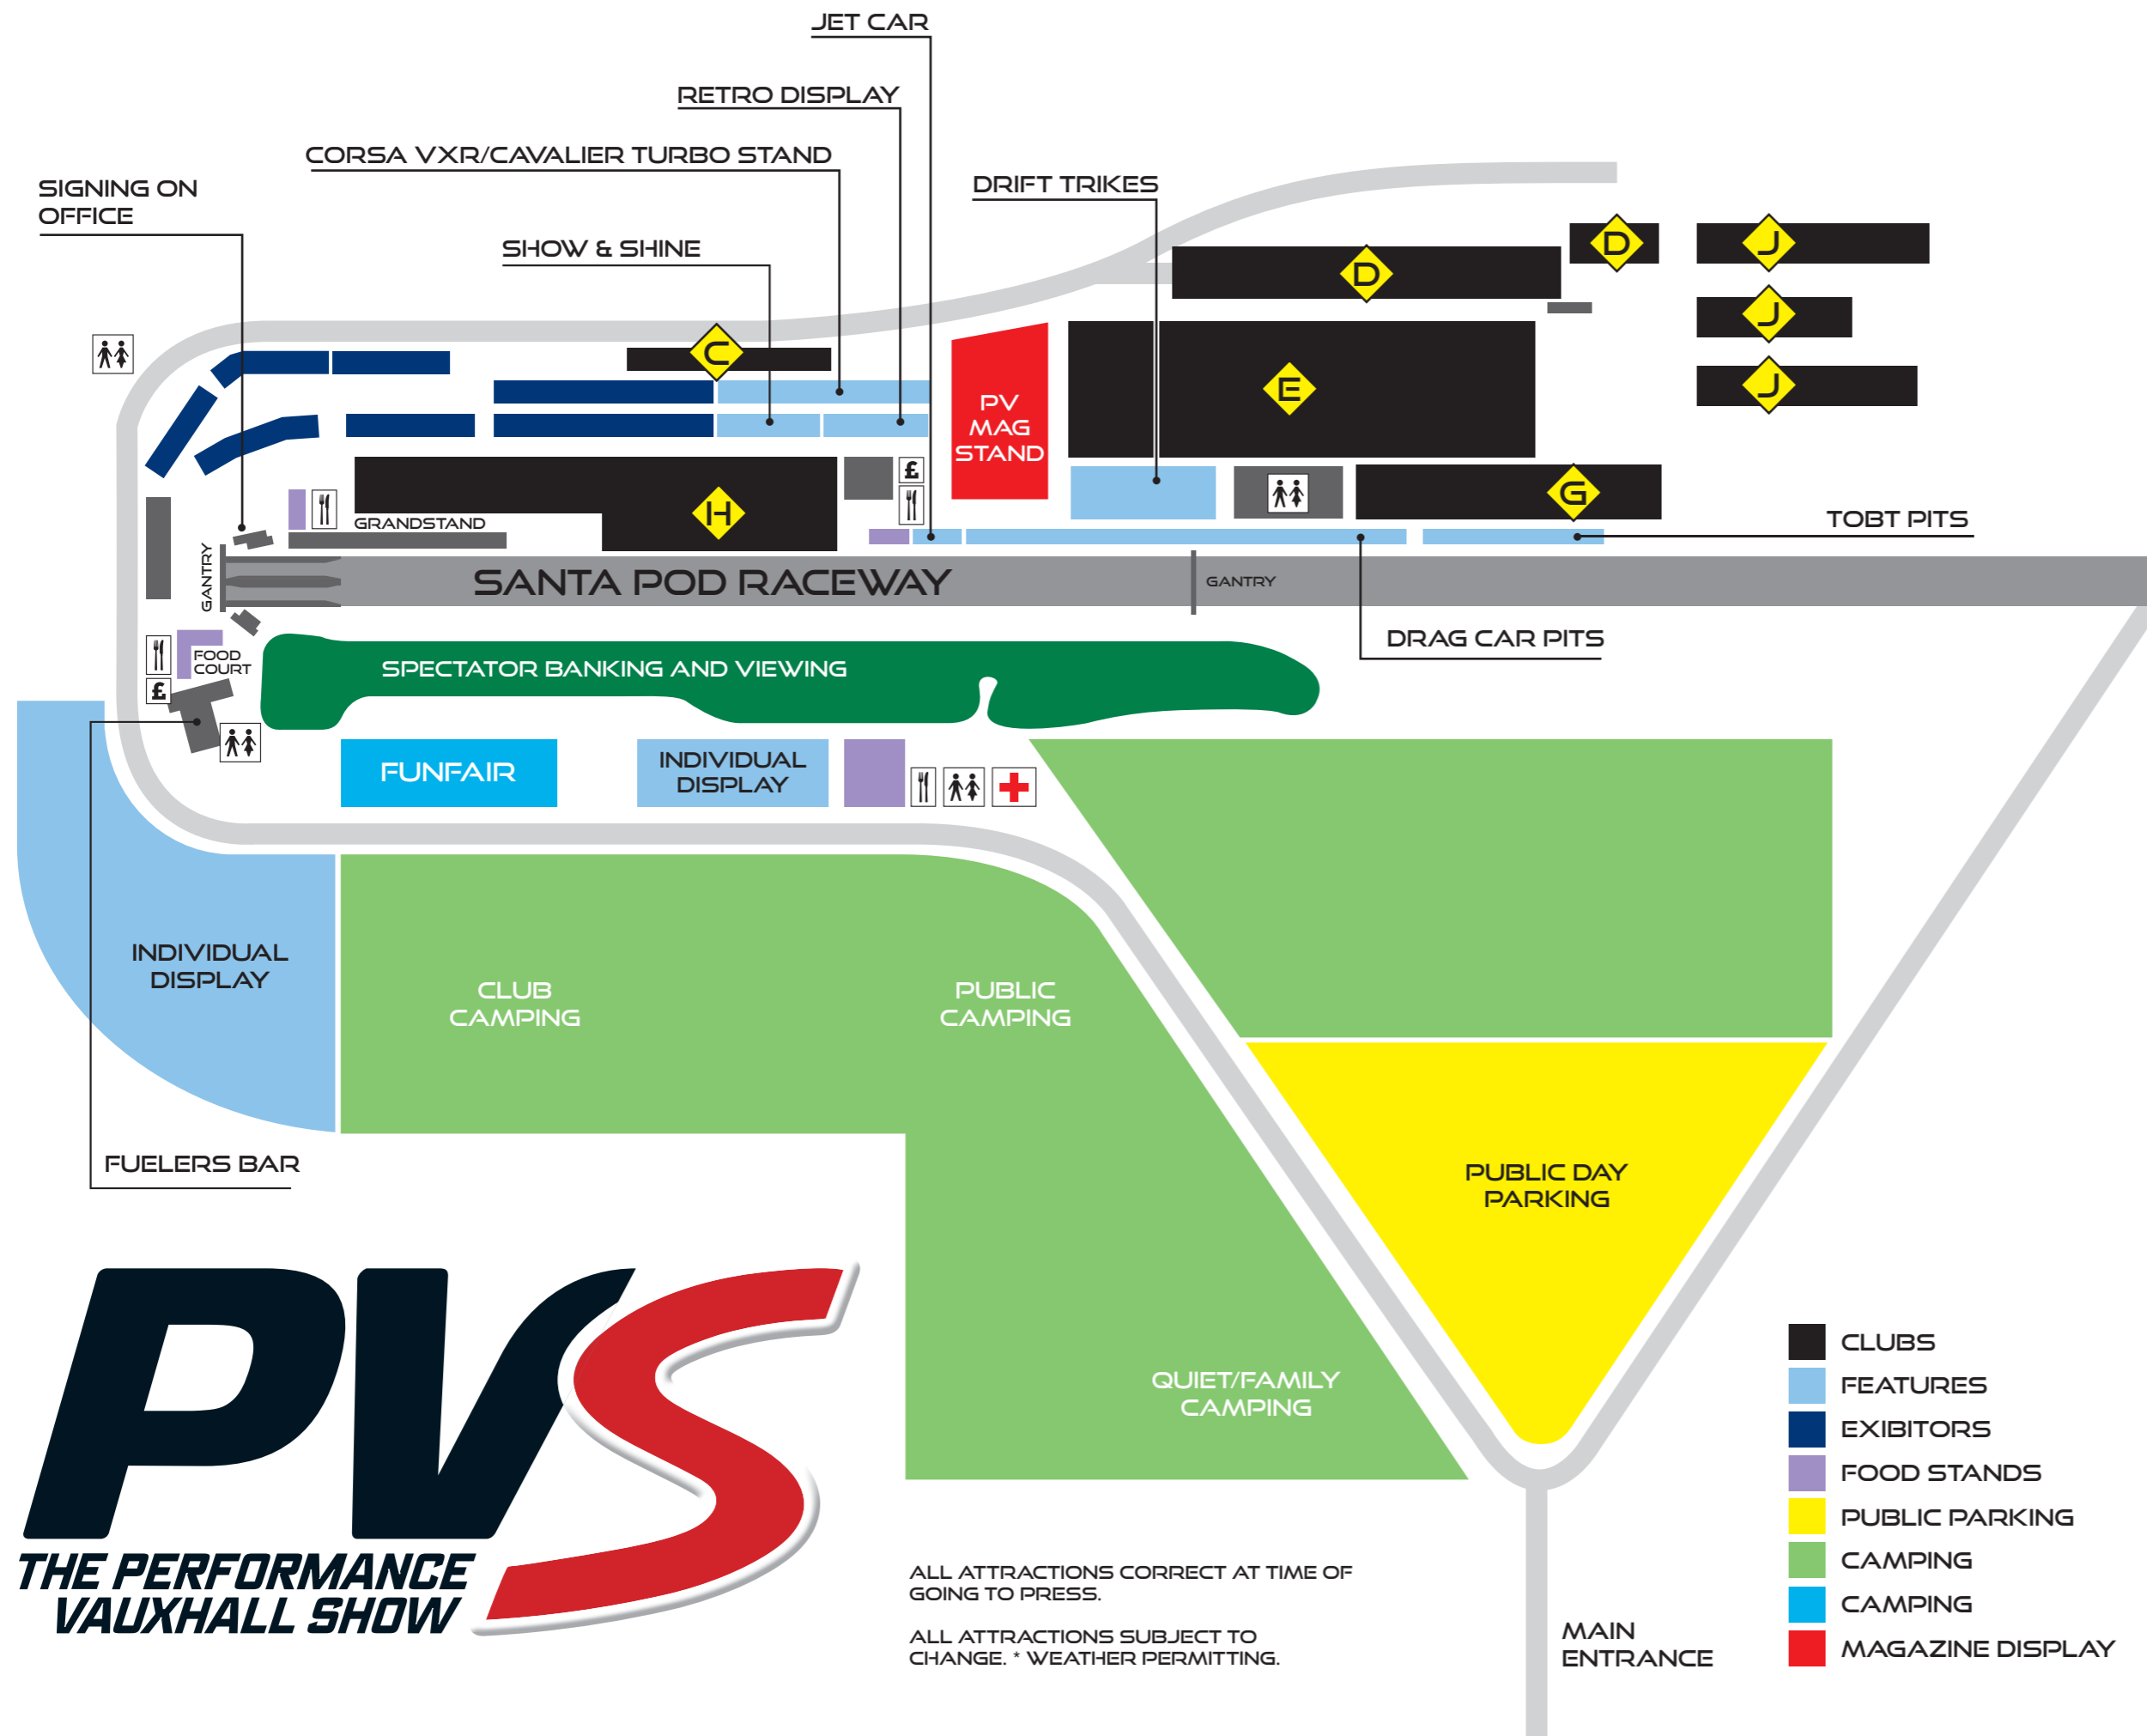 JET CAR
RETRO DISPLAY
CORSA VXR/CAVALIER TURBO STAND
SIGNING ON
OFFICE
DRIFT TRIKES
SHOW & SHINE
D
J
D
J
C
J
E
PV
MAG
STAND
£
H
G
GRANDSTAND
TOBT PITS
GANTRY
SANTA POD RACEWAY
GANTRY
DRAG CAR PITS
FOOD
COURT
£
SPECTATOR BANKING AND VIEWING
FUNFAIR
INDIVIDUAL
DISPLAY
INDIVIDUAL
DISPLAY
CLUB
CAMPING
PUBLIC
CAMPING
FUELERS BAR
PUBLIC DAY
PARKING
QUIET/FAMILY
CAMPING
PVS
THE PERFORMANCE
VAUXHALL SHOW
ALL ATTRACTIONS CORRECT AT TIME OF
GOING TO PRESS.
ALL ATTRACTIONS SUBJECT TO
CHANGE. * WEATHER PERMITTING.
MAIN
ENTRANCE
CLUBS
FEATURES
EXIBITORS
FOOD STANDS
PUBLIC PARKING
CAMPING
CAMPING
MAGAZINE DISPLAY